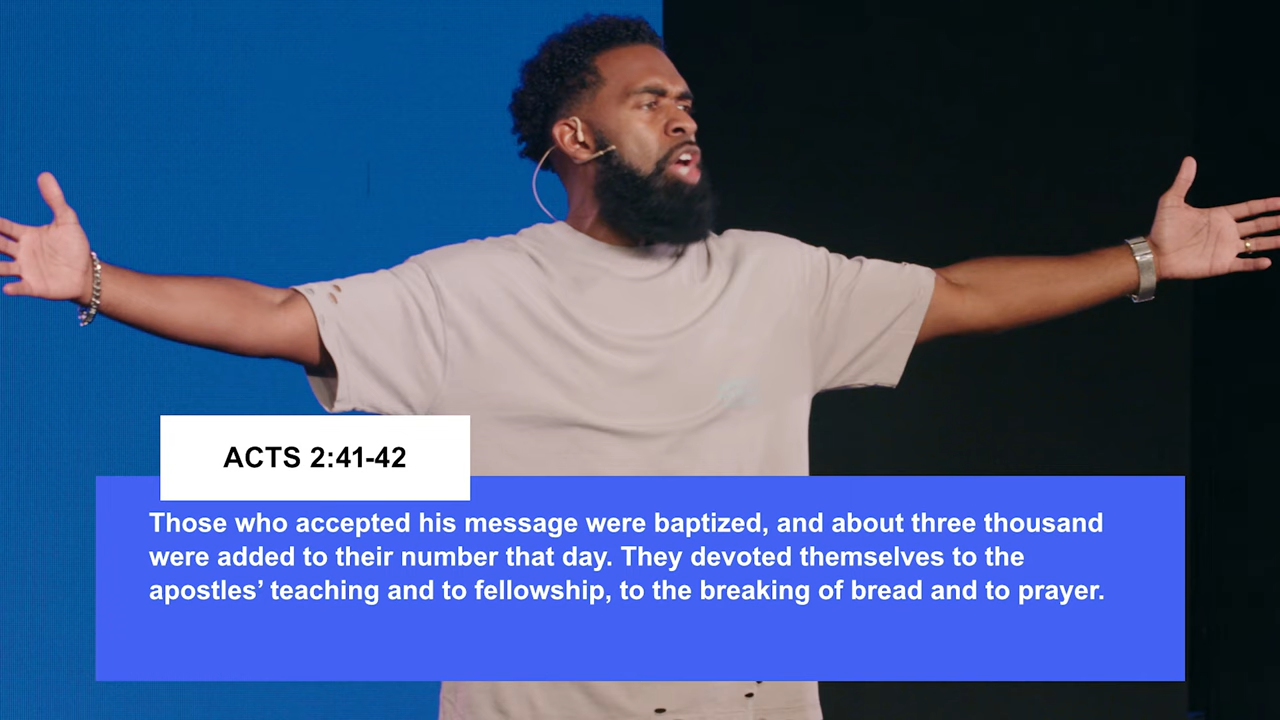 ACTS 2:41-42
Those who accepted his message were baptized, and about three thousand
were added to their number that day. They devoted themselves to the
apostles’ teaching and to fellowship, to the breaking of bread and to prayer.